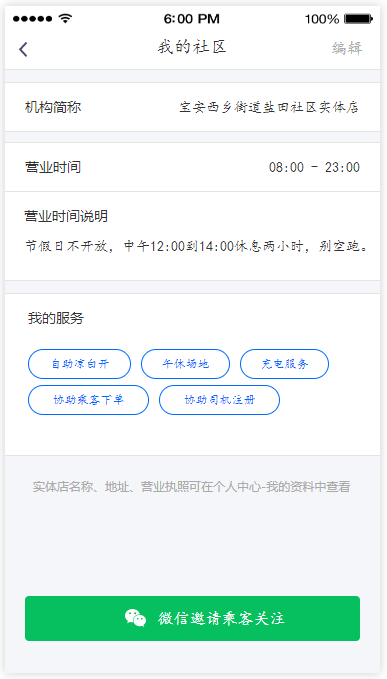 6:00 PM 100%
我的社区 编辑
机构简称 宝安西乡街道盐田社区实体店
营业时间 08:00 - 23:00
营业时间说明
节假日不开放，中午12:00到14:00休息两小时，别空跑。
我的服务
自助凉白开 午休场地 充电服务
协助乘客下单 协助司机注册
实体店名称、地址、营业执照可在个人中心-我的资料中查看
微信邀请乘客关注